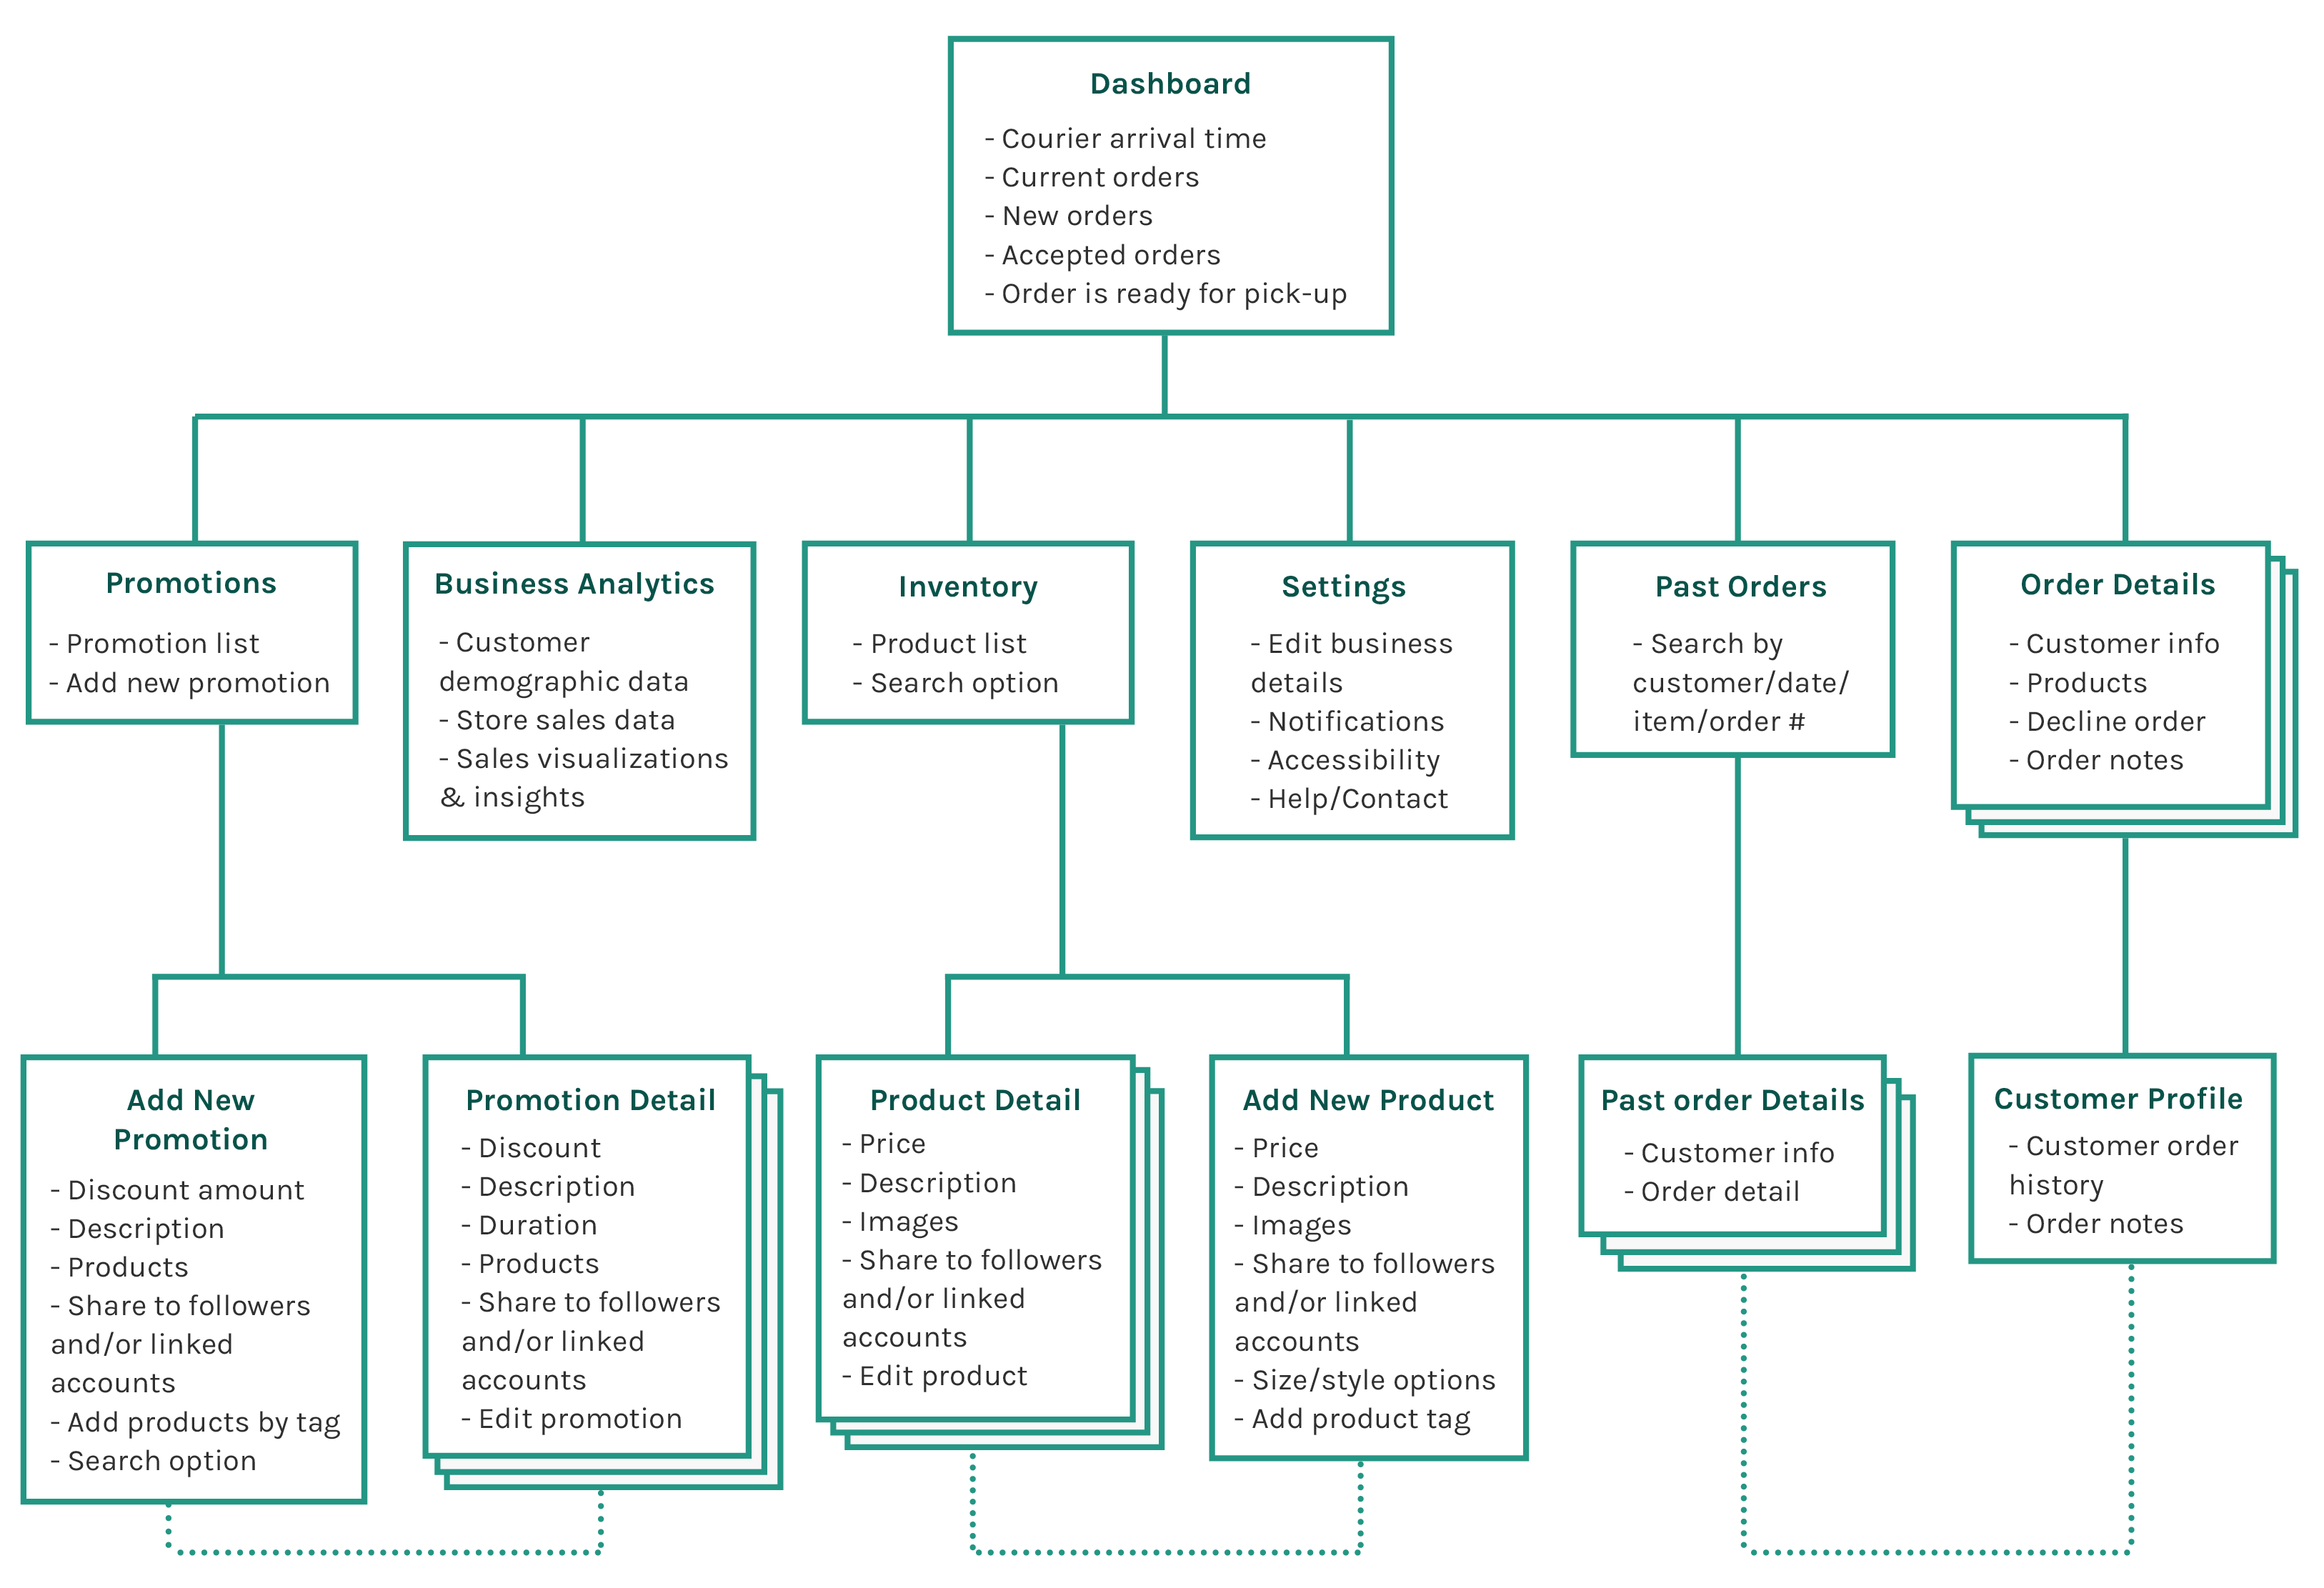 Dashboard
- Courier arrival time
- Current orders
- New orders
- Accepted orders
- Order is ready for pick-up
Promotions
- Promotion list
- Add new promotion
Business Analytics
- Customer
demographic data
- Store sales data
- Sales visualizations
& insights
Inventory
- Product list
- Search option
Settings
- Edit business
details
- Notifications
- Accessibility
- Help/Contact
Past Orders
- Search by
customer/date/
item/order #
Order Details
- Customer info
- Products
- Decline order
- Order notes
Add New
Promotion
- Discount amount
- Description
- Products
- Share to followers
and/or linked
accounts
- Add products by tag
- Search option
Promotion Detail
- Discount
- Description
- Duration
- Products
- Share to followers
and/or linked
accounts
- Edit promotion
Product Detail
- Price
- Description
- Images
- Share to followers
and/or linked
accounts
- Edit product
Add New Product
- Price
- Description
- Images
- Share to followers
and/or linked
accounts
- Size/style options
- Add product tag
Past order Details
- Customer info
- Order detail
Customer Profile
- Customer order
history
- Order notes